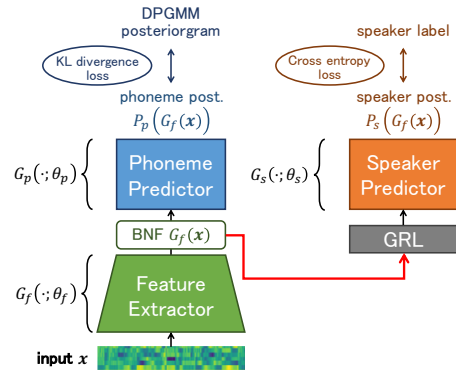 DPGMM
posteriorgram
KL divergence
loss
phoneme post.
P_p(G_f(𝒙))
G_p(·;θ_p)
Phoneme
Predictor
BNF G_f(𝒙)
G_f(·;θ_f)
Feature
Extractor
input 𝒙
speaker label
Cross entropy
loss
speaker post.
P_s(G_f(𝒙))
G_s(·;θ_s)
Speaker
Predictor
GRL